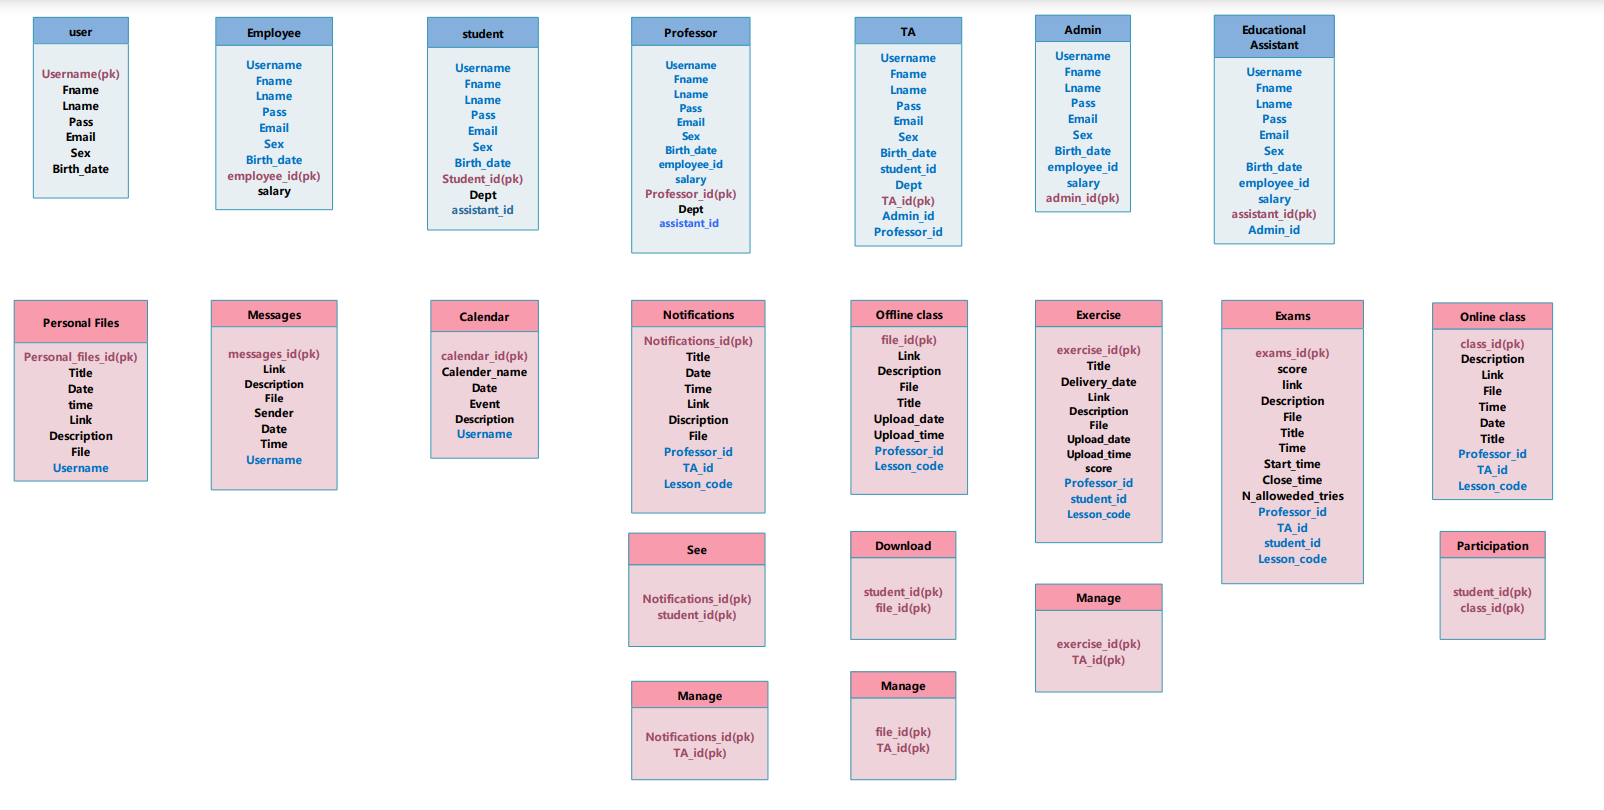 user
Username(pk)
Fname
Lname
Pass
Email
Sex
Birth_date
Employee
Username
Fname
Lname
Pass
Email
Sex
Birth_date
employee_id(pk)
salary
student
Username
Fname
Lname
Pass
Email
Sex
Birth_date
Student_id(pk)
Dept
assistant_id
Professor
Username
Fname
Lname
Pass
Email
Sex
Birth_date
employee_id
salary
Professor_id(pk)
Dept
assistant_id
TA
Username
Fname
Lname
Pass
Email
Sex
Birth_date
student_id
Dept
TA_id(pk)
Admin_id
Professor_id
Admin
Username
Fname
Lname
Pass
Email
Sex
Birth_date
employee_id
salary
admin_id(pk)
Educational
Assistant
Username
Fname
Lname
Pass
Email
Sex
Birth_date
employee_id
salary
assistant_id(pk)
Admin_id
Personal Files
Personal_files_id(pk)
Title
Date
time
Link
Description
File
Username
Messages
messages_id(pk)
Link
Description
File
Sender
Date
Time
Username
Calendar
calendar_id(pk)
Calender_name
Date
Event
Description
Username
Notifications
Notifications_id(pk)
Title
Date
Time
Link
Discription
File
Professor_id
TA_id
Lesson_code
Offline class
file_id(pk)
Link
Description
File
Title
Upload_date
Upload_time
Professor_id
Lesson_code
Exercise
exercise_id(pk)
Title
Delivery_date
Link
Description
File
Upload_date
Upload_time
score
Professor_id
student_id
Lesson_code
Exams
exams_id(pk)
score
link
Description
File
Title
Time
Start_time
Close_time
N_alloweded_tries
Professor_id
TA_id
student_id
Lesson_code
Online class
class_id(pk)
Description
Link
File
Time
Date
Title
Professor_id
TA_id
Lesson_code
See
Notifications_id(pk)
student_id(pk)
Download
student_id(pk)
file_id(pk)
Manage
exercise_id(pk)
TA_id(pk)
Participation
student_id(pk)
class_id(pk)
Manage
Notifications_id(pk)
TA_id(pk)
Manage
file_id(pk)
TA_id(pk)